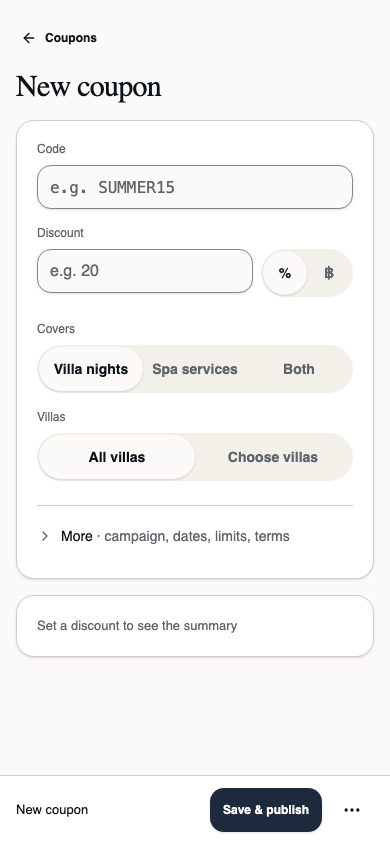 Coupons
New coupon
Code
e.g. SUMMER15
Discount
e.g. 20 % ฿
Covers
Villa nights Spa services Both
Villas
All villas Choose villas
More · campaign, dates, limits, terms
Set a discount to see the summary
New coupon Save & publish